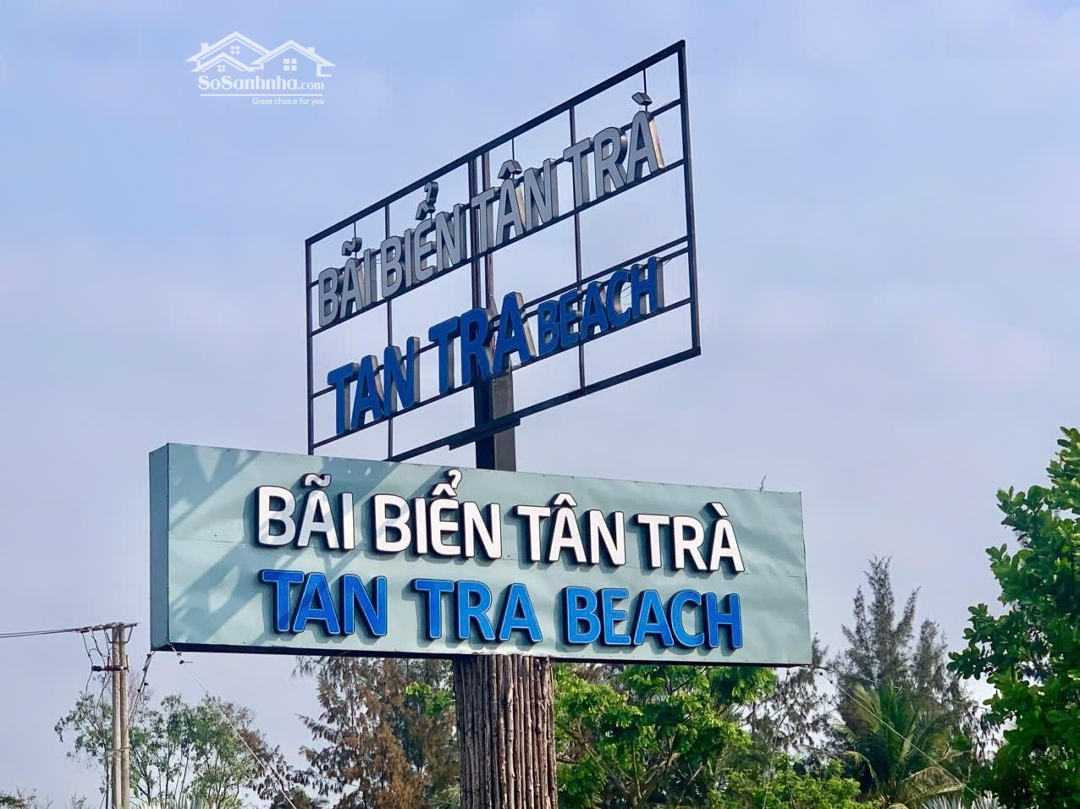 SoSanhnha.com
Great choice for you
BÃI BIỂN TÂN TRÀ
TAN TRA BEACH
BÃI BIỂN TÂN TRÀ
TAN TRA BEACH